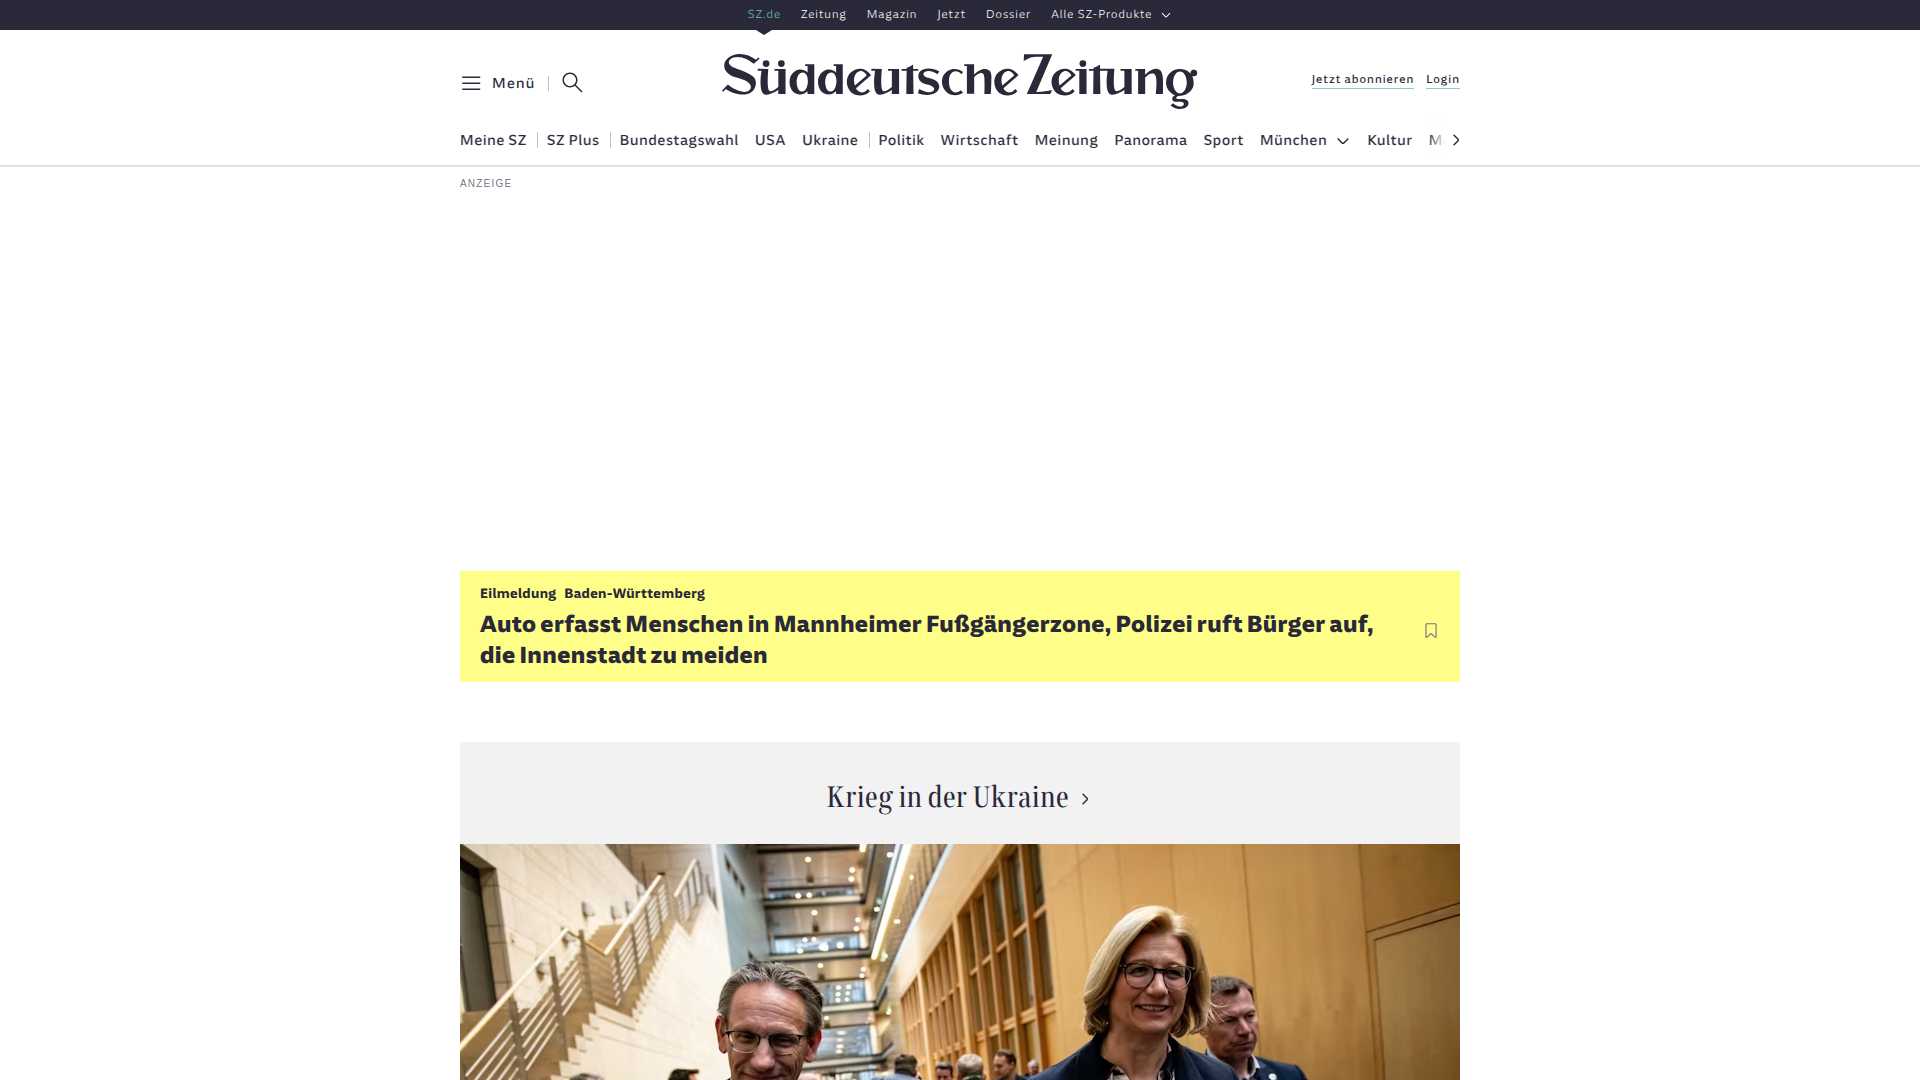 SZ.de Zeitung Magazin Jetzt Dossier Alle SZ-Produkte
Menü
Süddeutsche Zeitung
Jetzt abonnieren Login
Meine SZ SZ Plus Bundestagswahl USA Ukraine Politik Wirtschaft Meinung Panorama Sport München Kultur M
ANZEIGE
Eilmeldung Baden-Württemberg
Auto erfasst Menschen in Mannheimer Fußgängerzone, Polizei ruft Bürger auf,
die Innenstadt zu meiden
Krieg in der Ukraine